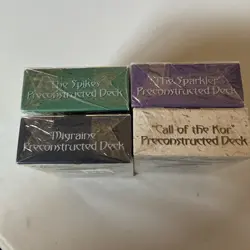 "The Spikes"
Preconstructed Deck
"The Sparkler"
Preconstructed Deck
"Migraine"
Preconstructed Deck
"Call of the Kor"
Preconstructed Deck